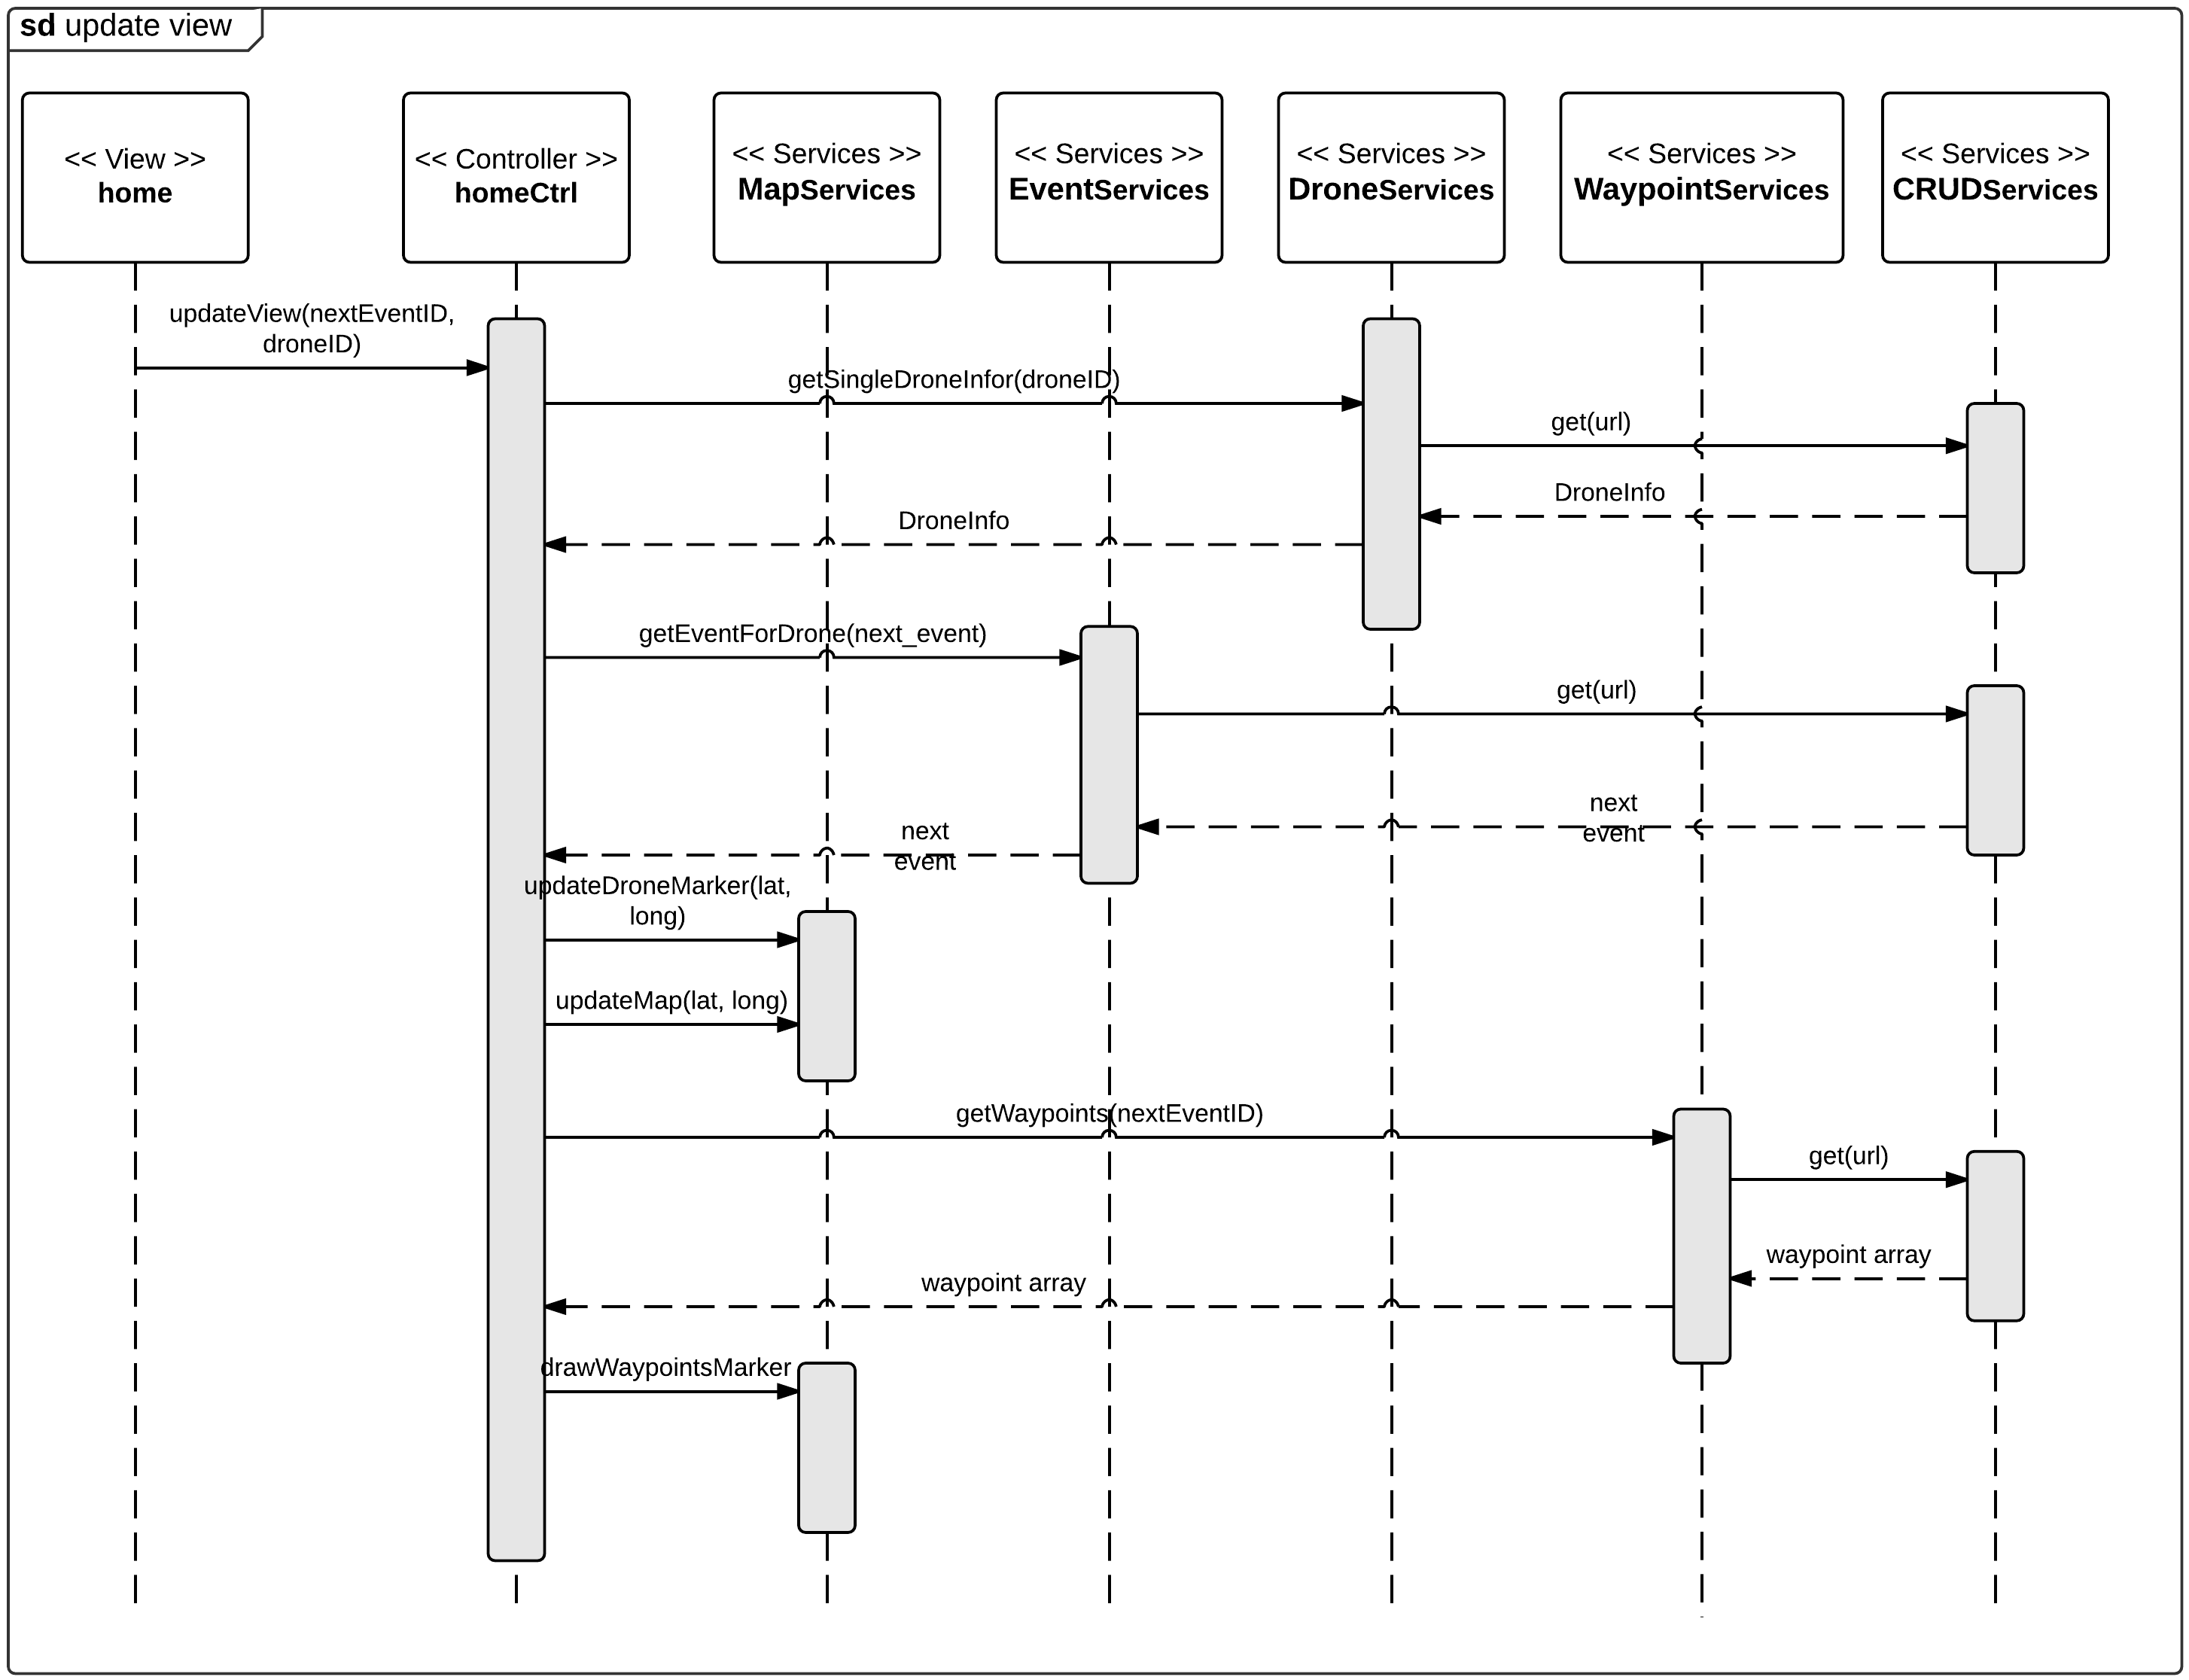 sd update view
<< View >>
home
<< Controller >>
homeCtrl
<< Services >>
MapServices
<< Services >>
EventServices
<< Services >>
DroneServices
<< Services >>
WaypointServices
<< Services >>
CRUDServices
updateView(nextEventID,
droneID)
getSingleDroneInfor(droneID)
get(url)
DroneInfo
DroneInfo
getEventForDrone(next_event)
get(url)
next
event
next
event
updateDroneMarker(lat,
long)
updateMap(lat, long)
getWaypoints(nextEventID)
get(url)
waypoint array
waypoint array
drawWaypointsMarker